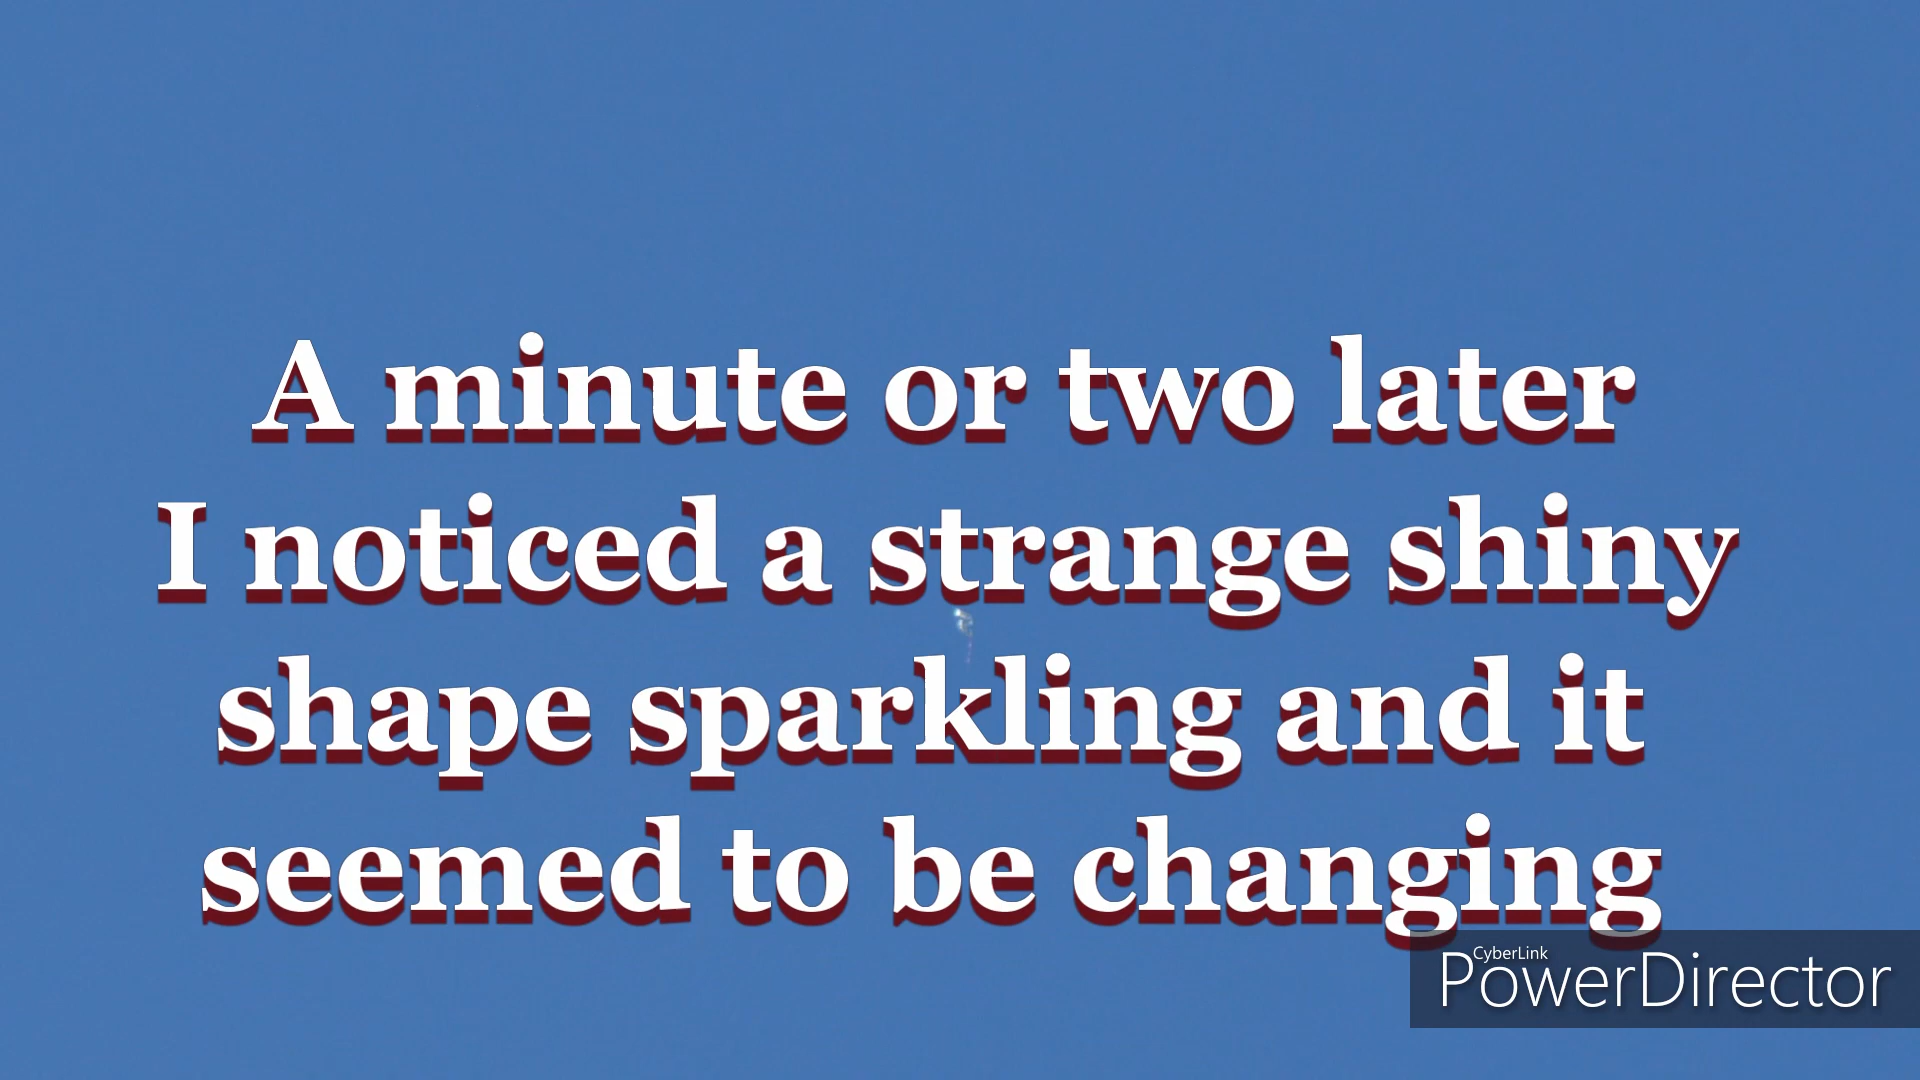 A minute or two later
I noticed a strange shiny
shape sparkling and it
seemed to be changing
CyberLink
PowerDirector